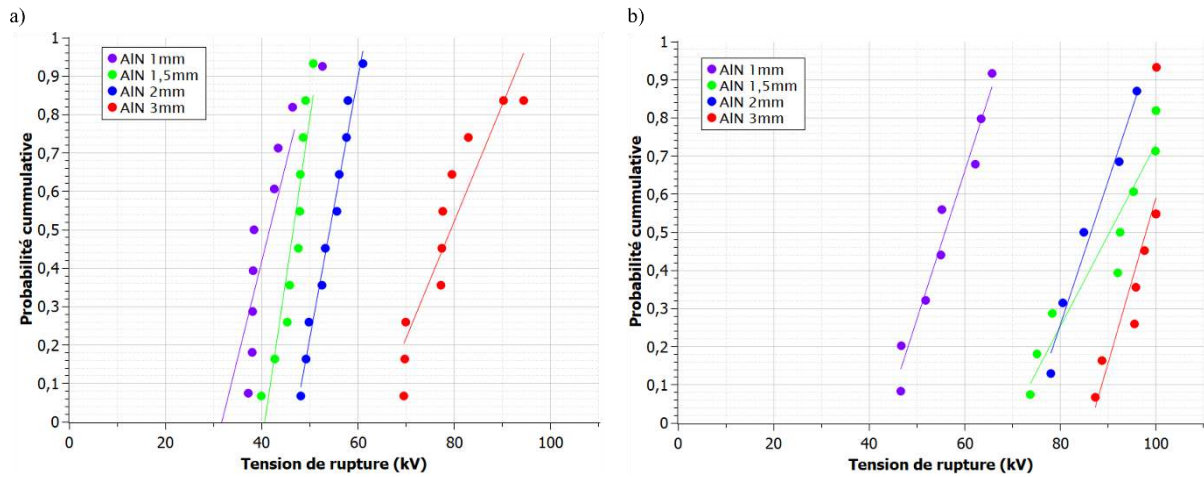 a)
AlN 1mm
AlN 1,5mm
AlN 2mm
AlN 3mm
Probabilité cummulative
1
0,9
0,8
0,7
0,6
0,5
0,4
0,3
0,2
0,1
0
0 20 40 60 80 100
Tension de rupture (kV)
b)
AlN 1mm
AlN 1,5mm
AlN 2mm
AlN 3mm
Probabilité cumulative
1
0,9
0,8
0,7
0,6
0,5
0,4
0,3
0,2
0,1
0
0 20 40 60 80 100
Tension de rupture (kV)